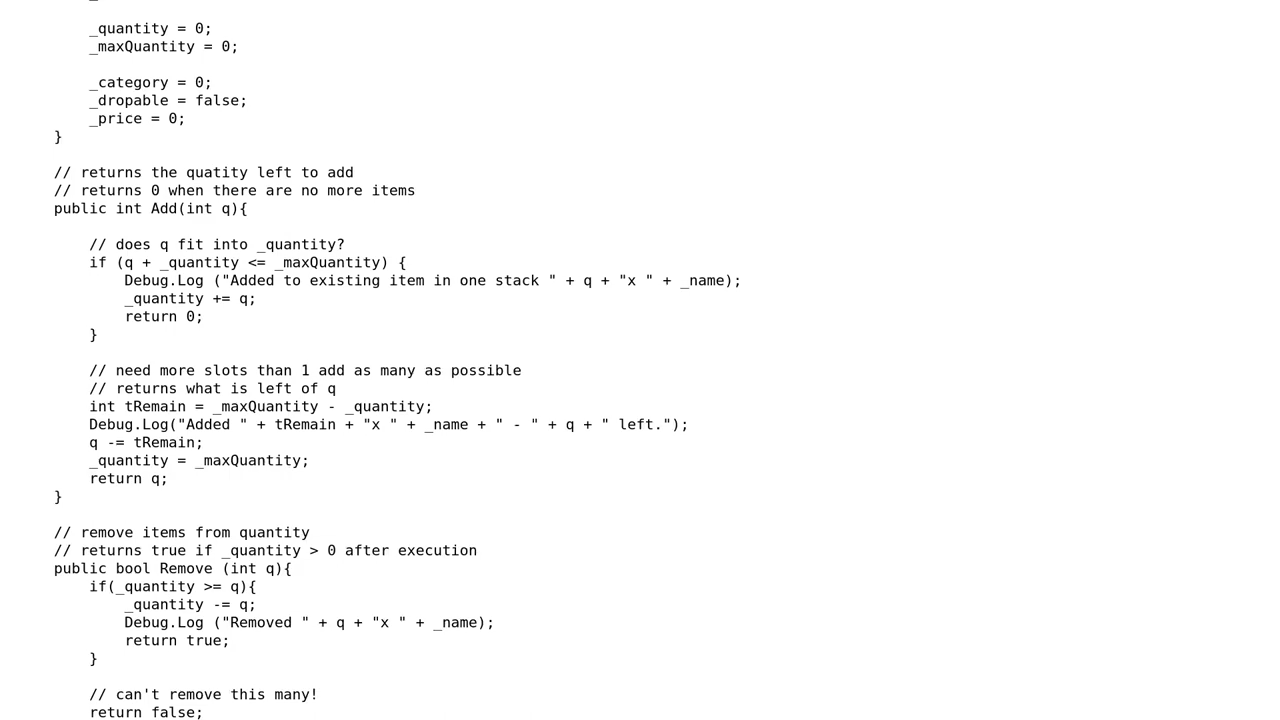 _quantity = 0;
_maxQuantity = 0;
_category = 0;
_dropable = false;
_price = 0;
}
// returns the quatity left to add
// returns 0 when there are no more items
public int Add(int q){
// does q fit into _quantity?
if (q + _quantity <= _maxQuantity) {
Debug.Log ("Added to existing item in one stack " + q + "x " + _name);
_quantity += q;
return 0;
}
// need more slots than 1 add as many as possible
// returns what is left of q
int tRemain = _maxQuantity - _quantity;
Debug.Log("Added " + tRemain + "x " + _name + " - " + q + " left.");
q -= tRemain;
_quantity = _maxQuantity;
return q;
}
// remove items from quantity
// returns true if _quantity > 0 after execution
public bool Remove (int q){
if(_quantity >= q){
_quantity -= q;
Debug.Log ("Removed " + q + "x " + _name);
return true;
}
// can't remove this many!
return false;